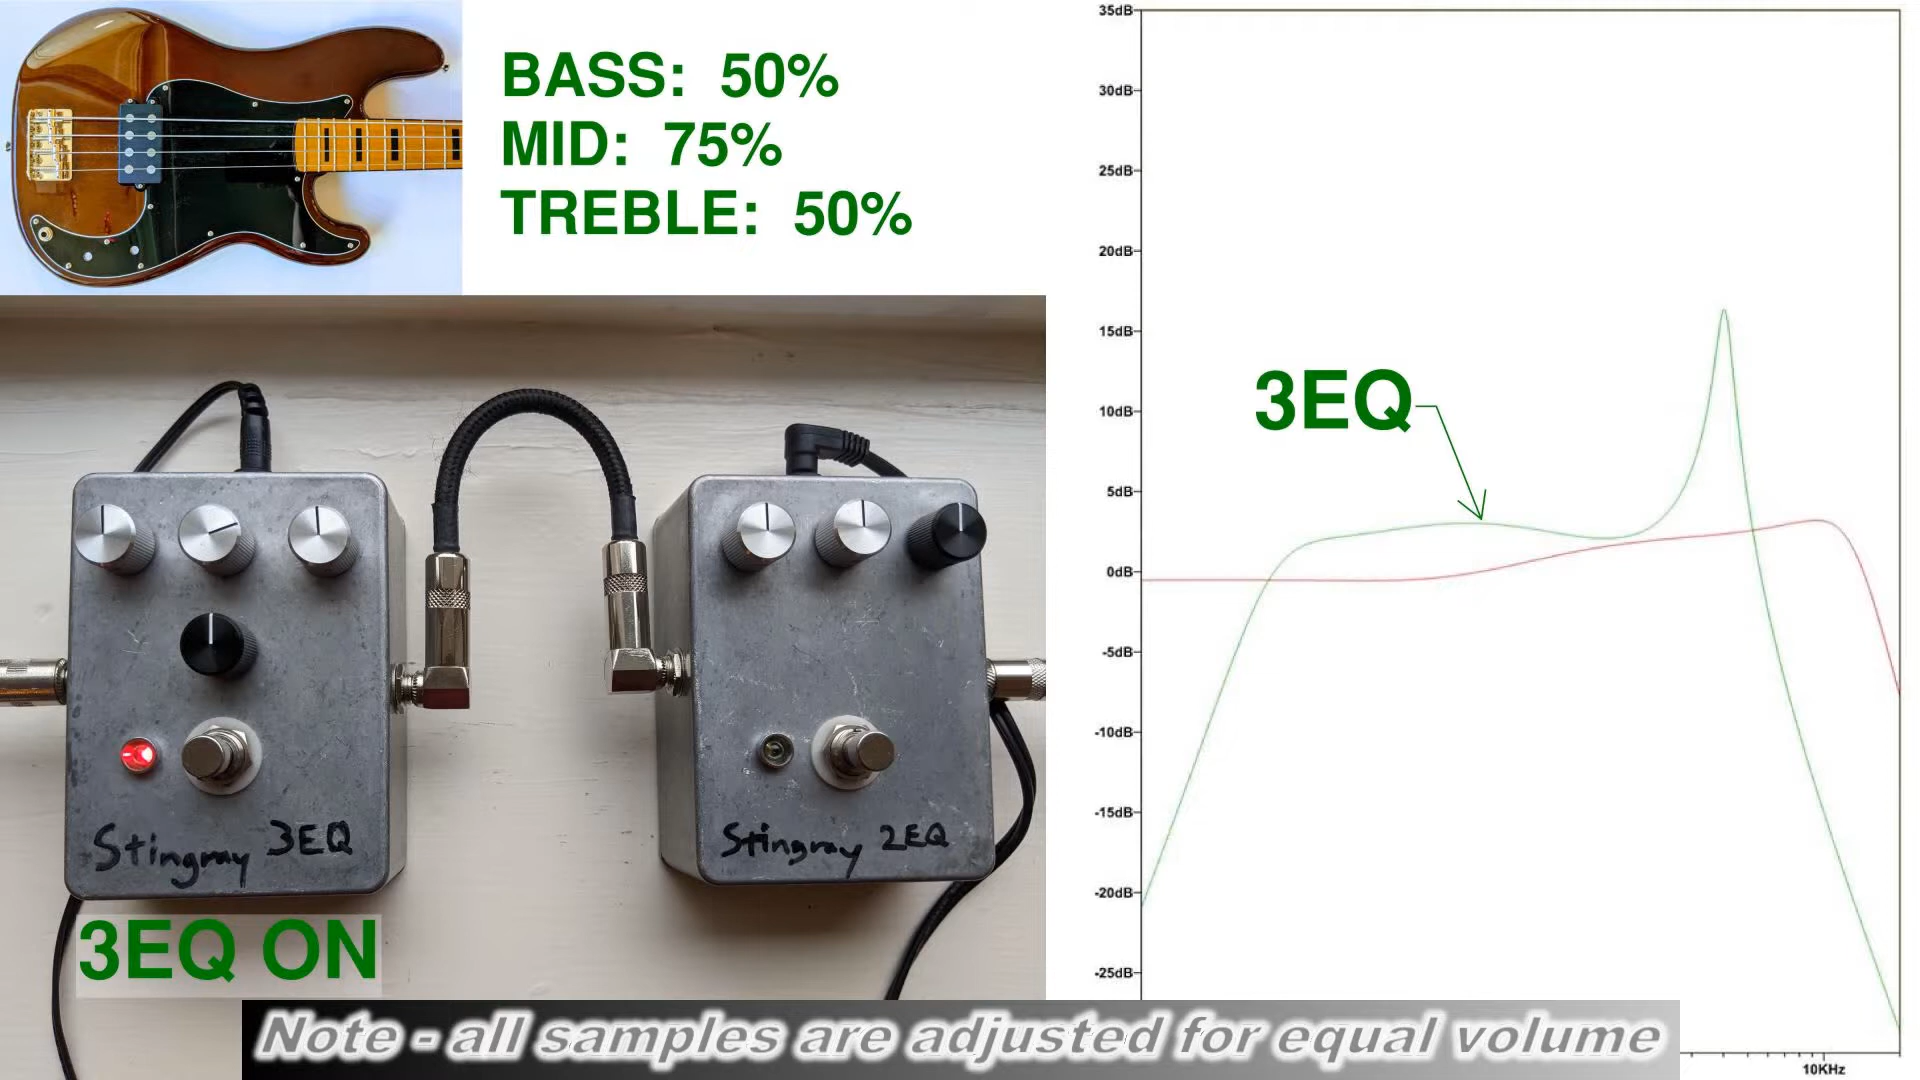 BASS: 50%
MID: 75%
TREBLE: 50%
35dB
30dB
25dB
20dB
15dB
10dB
5dB
0dB
-5dB
-10dB
-15dB
-20dB
-25dB
10KHz
3EQ
Stingray 3EQ
Stingray 2EQ
3EQ ON
Note - all samples are adjusted for equal volume